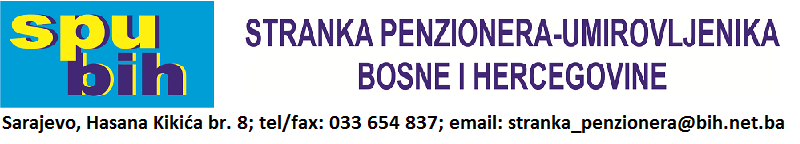 spu
bih
STRANKA PENZIONERA-UMIROVLJENIKA
BOSNE I HERCEGOVINE
Sarajevo, Hasana Kikića br. 8; tel/fax: 033 654 837; email: stranka_penzionera@bih.net.ba